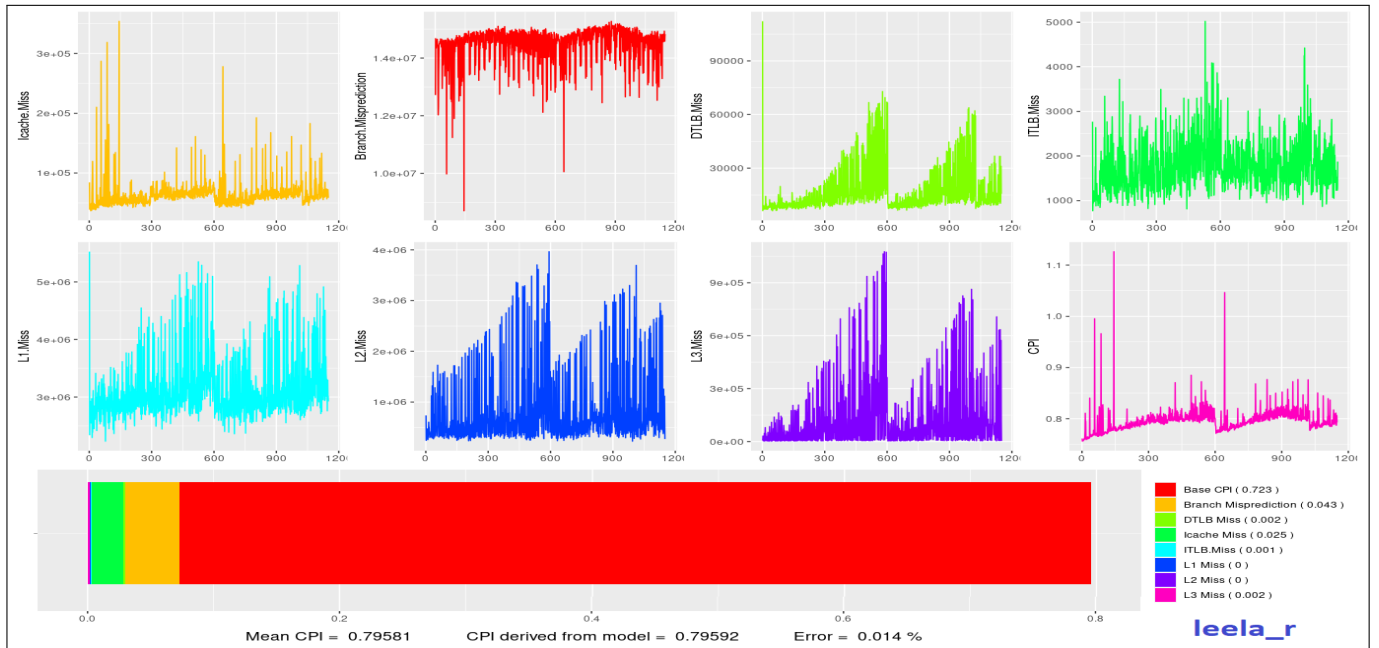 Icache.Miss
3e+05
2e+05
1e+05
0 300 600 900 1200
Branch.Misprediction
1.4e+07
1.2e+07
1.0e+07
0 300 600 900 1200
DTLB.Miss
90000
60000
30000
0 300 600 900 1200
ITLB.Miss
5000
4000
3000
2000
1000
0 300 600 900 120
L1.Miss
5e+06
4e+06
3e+06
0 300 600 900 1200
L2.Miss
4e+06
3e+06
2e+06
1e+06
0 300 600 900 1200
L3.Miss
9e+05
6e+05
3e+05
0e+00
0 300 600 900 1200
CPI
1.1
1.0
0.9
0.8
0 300 600 900 120
0.0 0.2 0.4 0.6 0.8
Base CPI ( 0.723 )
Branch Misprediction ( 0.043 )
DTLB Miss ( 0.002 )
Icache Miss ( 0.025 )
ITLB.Miss ( 0.001 )
L1 Miss ( 0 )
L2 Miss ( 0 )
L3 Miss ( 0.002 )
Mean CPI = 0.79581 CPI derived from model = 0.79592 Error = 0.014 %
leela_r